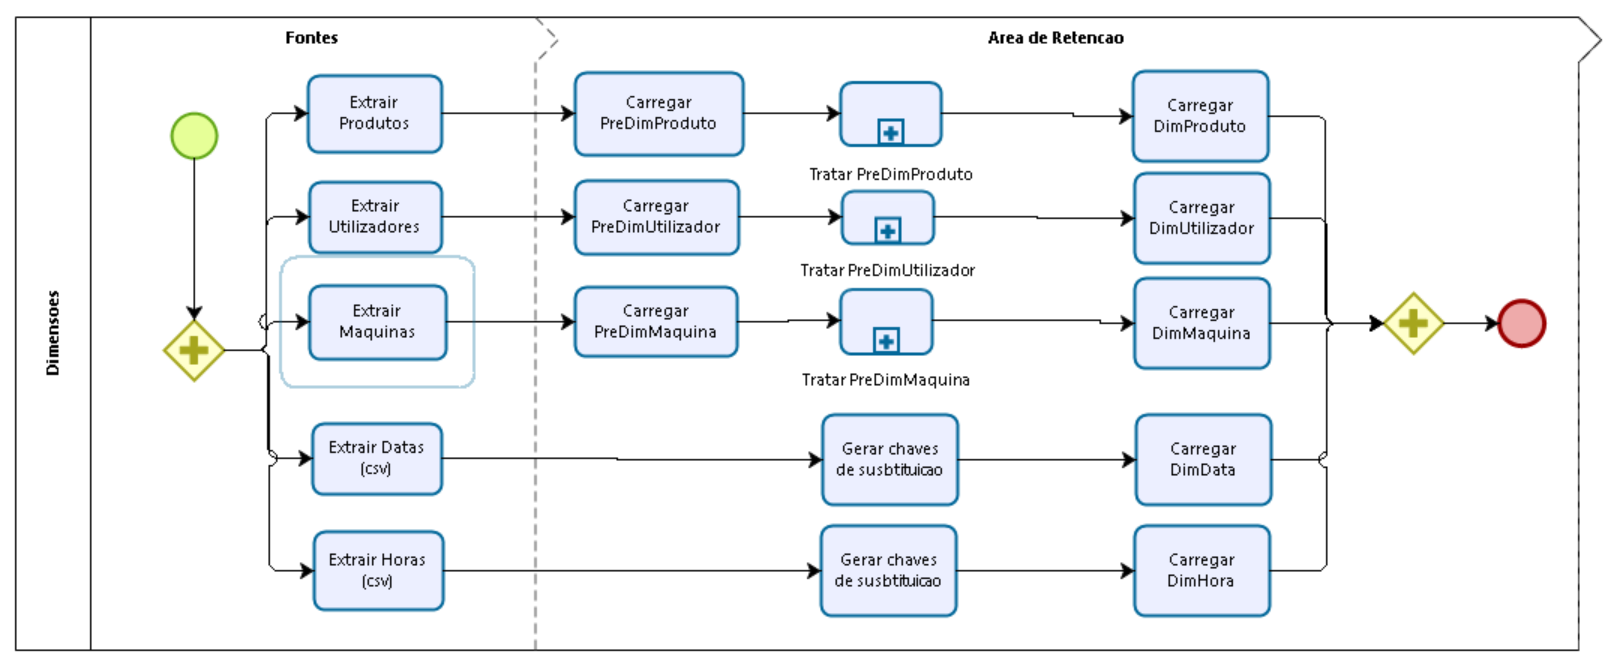 Dimensoes
Fontes
Area de Retencao
Extrair
Produtos
Carregar
PreDimProduto
Tratar PreDimProduto
Carregar
DimProduto
Extrair
Utilizadores
Carregar
PreDimUtilizador
Tratar PreDimUtilizador
Carregar
DimUtilizador
Extrair
Maquinas
Carregar
PreDimMaquina
Tratar PreDimMaquina
Carregar
DimMaquina
Extrair Datas
(csv)
Gerar chaves
de susbtituicao
Carregar
DimData
Extrair Horas
(csv)
Gerar chaves
de susbtituicao
Carregar
DimHora